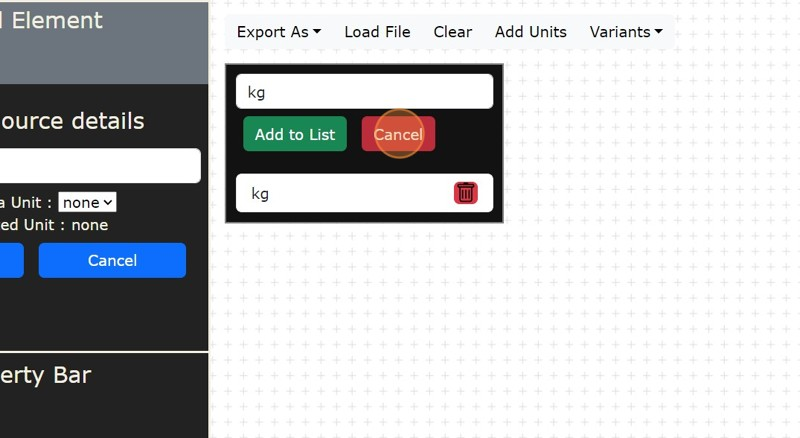 l Element
ource details
a Unit : none
ed Unit : none
Cancel
erty Bar
Export As Load File Clear Add Units Variants
kg
Add to List Cancel
kg